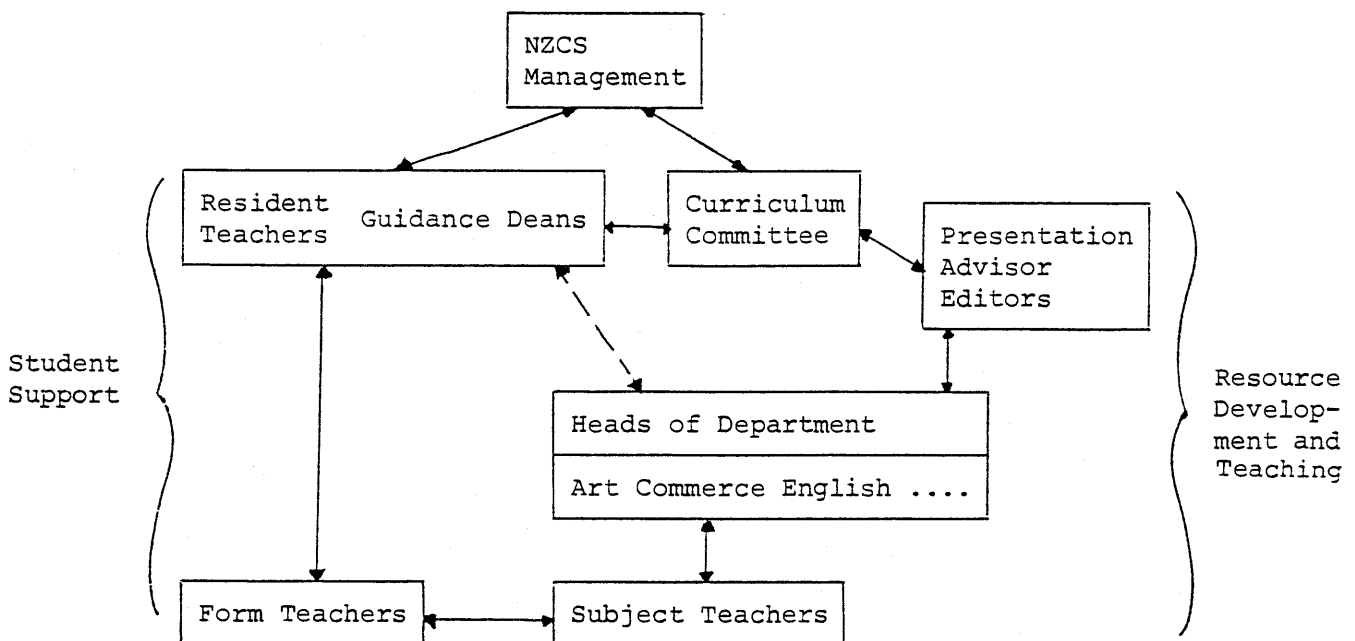 NZCS
Management
Resident
Teachers
Guidance Deans
Curriculum
Committee
Presentation
Advisor
Editors
Student
Support
Heads of Department
Art Commerce English ....
Resource
Develop-
ment and
Teaching
Form Teachers
Subject Teachers